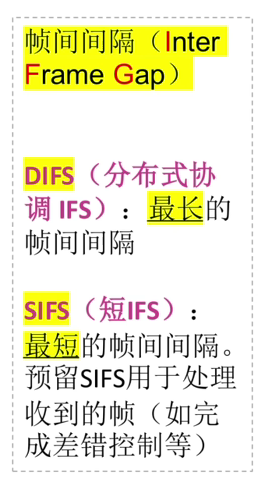 帧间间隔（Inter
Frame Gap）
DIFS（分布式协
调 IFS）：最长的
帧间间隔
SIFS（短IFS）：
最短的帧间间隔。
预留SIFS用于处理
收到的帧（如完
成差错控制等）